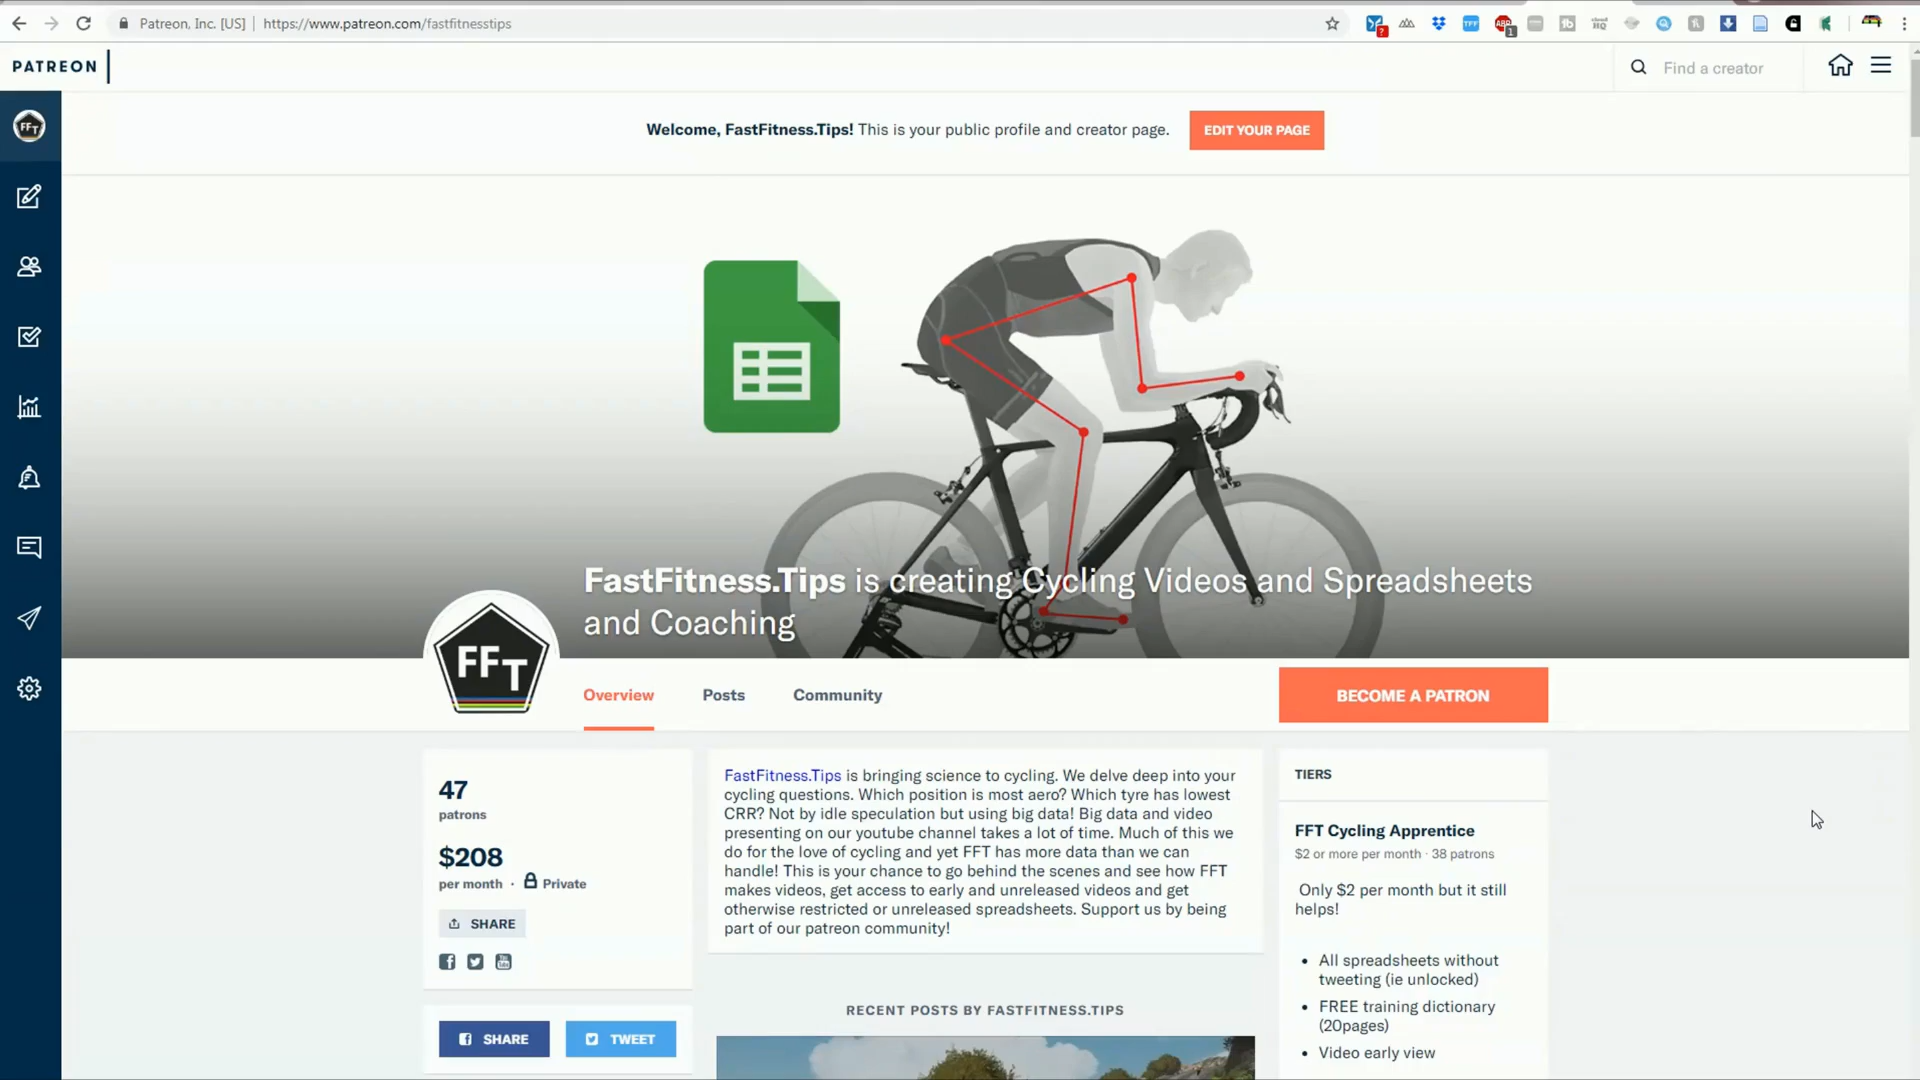 Patreon, Inc. [US] | https://www.patreon.com/fastfitnesstips
PATREON
Find a creator
Welcome, FastFitness.Tips! This is your public profile and creator page.
EDIT YOUR PAGE
FastFitness.Tips is creating Cycling Videos and Spreadsheets
and Coaching
FFT
Overview
Posts
Community
BECOME A PATRON
47
patrons
$208
per month · Private
SHARE
SHARE
TWEET
FastFitness.Tips is bringing science to cycling. We delve deep into your
cycling questions. Which position is most aero? Which tyre has lowest
CRR? Not by idle speculation but using big data! Big data and video
presenting on our youtube channel takes a lot of time. Much of this we
do for the love of cycling and yet FFT has more data than we can
handle! This is your chance to go behind the scenes and see how FFT
makes videos, get access to early and unreleased videos and get
otherwise restricted or unreleased spreadsheets. Support us by being
part of our patreon community!
RECENT POSTS BY FASTFITNESS.TIPS
TIERS
FFT Cycling Apprentice
$2 or more per month · 38 patrons
Only $2 per month but it still
helps!
• All spreadsheets without
tweeting (ie unlocked)
• FREE training dictionary
(20pages)
• Video early view